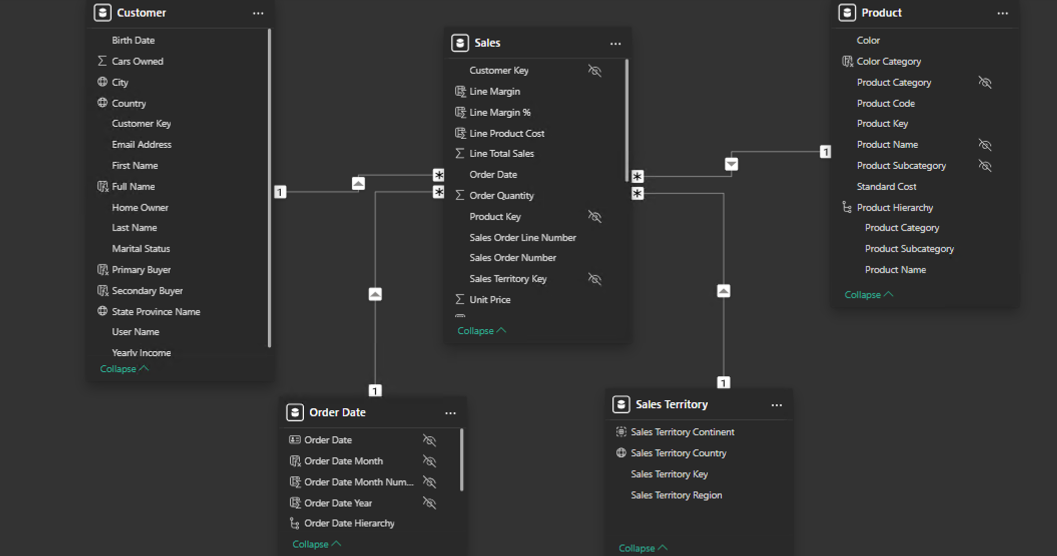 Customer
Birth Date
Cars Owned
City
Country
Customer Key
Email Address
First Name
Full Name
Home Owner
Last Name
Marital Status
Primary Buyer
Secondary Buyer
State Province Name
User Name
Yearly Income
Collapse
Sales
Customer Key
Line Margin
Line Margin %
Line Product Cost
Line Total Sales
Order Date
Order Quantity
Product Key
Sales Order Line Number
Sales Order Number
Sales Territory Key
Unit Price
Collapse
Product
Color
Color Category
Product Category
Product Code
Product Key
Product Name
Product Subcategory
Standard Cost
Product Hierarchy
Product Category
Product Subcategory
Product Name
Collapse
1
*
*
*
*
1
1
1
Order Date
Order Date
Order Date Month
Order Date Month Num...
Order Date Year
Order Date Hierarchy
Collapse
Sales Territory
Sales Territory Continent
Sales Territory Country
Sales Territory Key
Sales Territory Region
Collapse